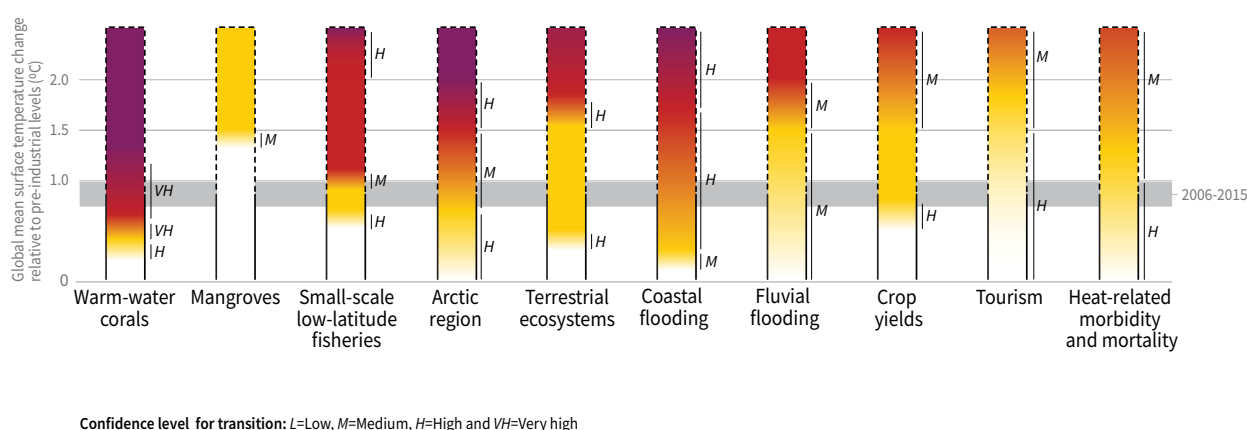 Global mean surface temperature change
relative to pre-industrial levels (ºC)
2.0
1.5
1.0
0
VH
VH
H
M
H
M
H
H
M
H
H
H
H
H
M
M
M
M
H
M
H
M
H
2006-2015
Warm-water
corals
Mangroves
Small-scale
low-latitude
fisheries
Arctic
region
Terrestrial
ecosystems
Coastal
flooding
Fluvial
flooding
Crop
yields
Tourism
Heat-related
morbidity
and mortality
Confidence level for transition: L=Low, M=Medium, H=High and VH=Very high